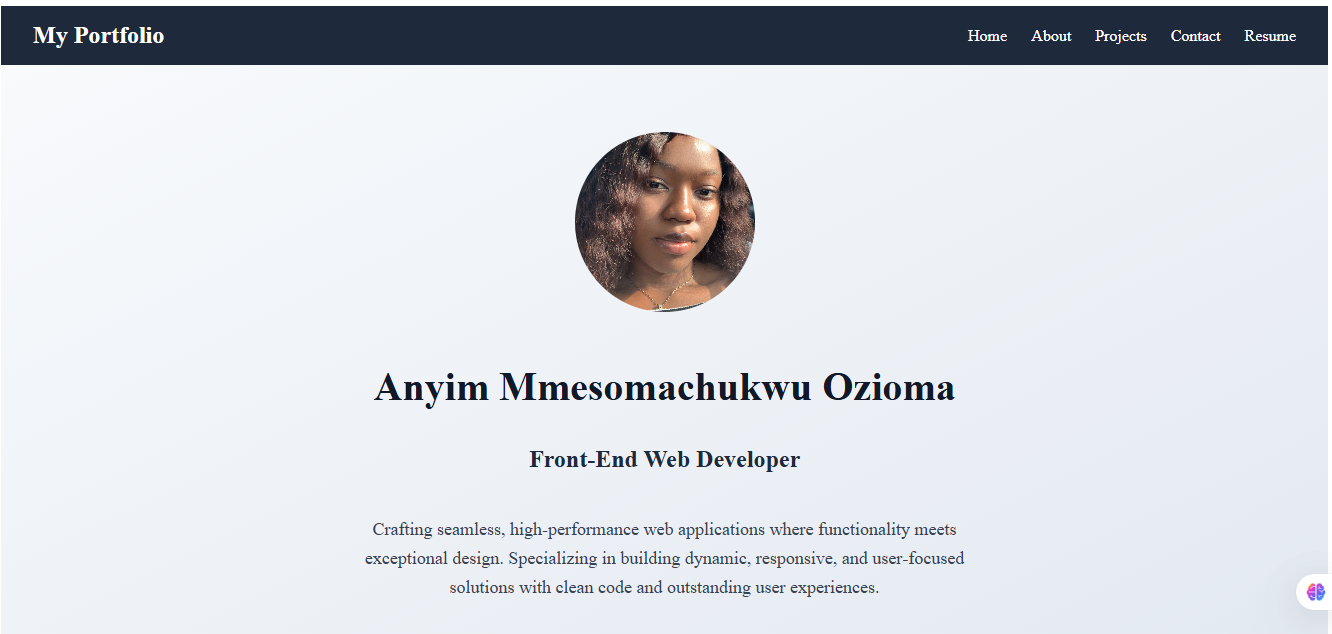 My Portfolio
Home About Projects Contact Resume
Anyim Mmesomachukwu Ozioma
Front-End Web Developer
Crafting seamless, high-performance web applications where functionality meets
exceptional design. Specializing in building dynamic, responsive, and user-focused
solutions with clean code and outstanding user experiences.